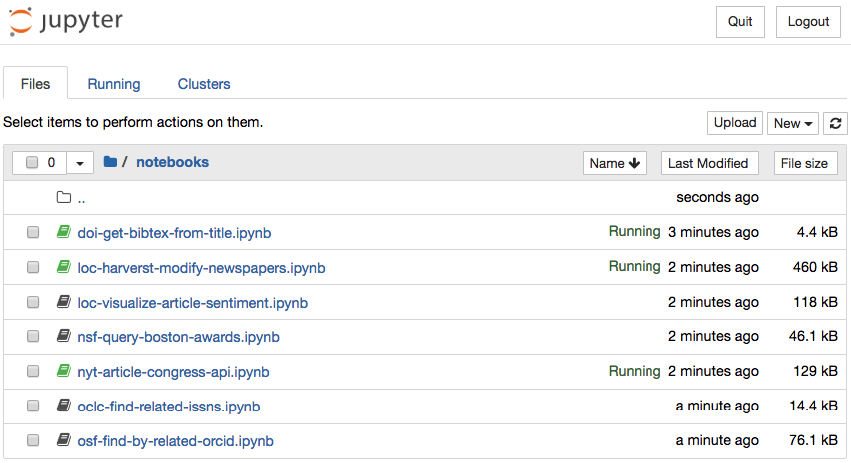 jupyter Quit Logout
Files Running Clusters
Select items to perform actions on them. Upload New
0 / notebooks Name Last Modified File size
.. seconds ago
doi-get-bibtex-from-title.ipynb Running 3 minutes ago 4.4 kB
loc-harverst-modify-newspapers.ipynb Running 2 minutes ago 460 kB
loc-visualize-article-sentiment.ipynb 2 minutes ago 118 kB
nsf-query-boston-awards.ipynb 2 minutes ago 46.1 kB
nyt-article-congress-api.ipynb Running 2 minutes ago 129 kB
oclc-find-related-issns.ipynb a minute ago 14.4 kB
osf-find-by-related-orcid.ipynb a minute ago 76.1 kB